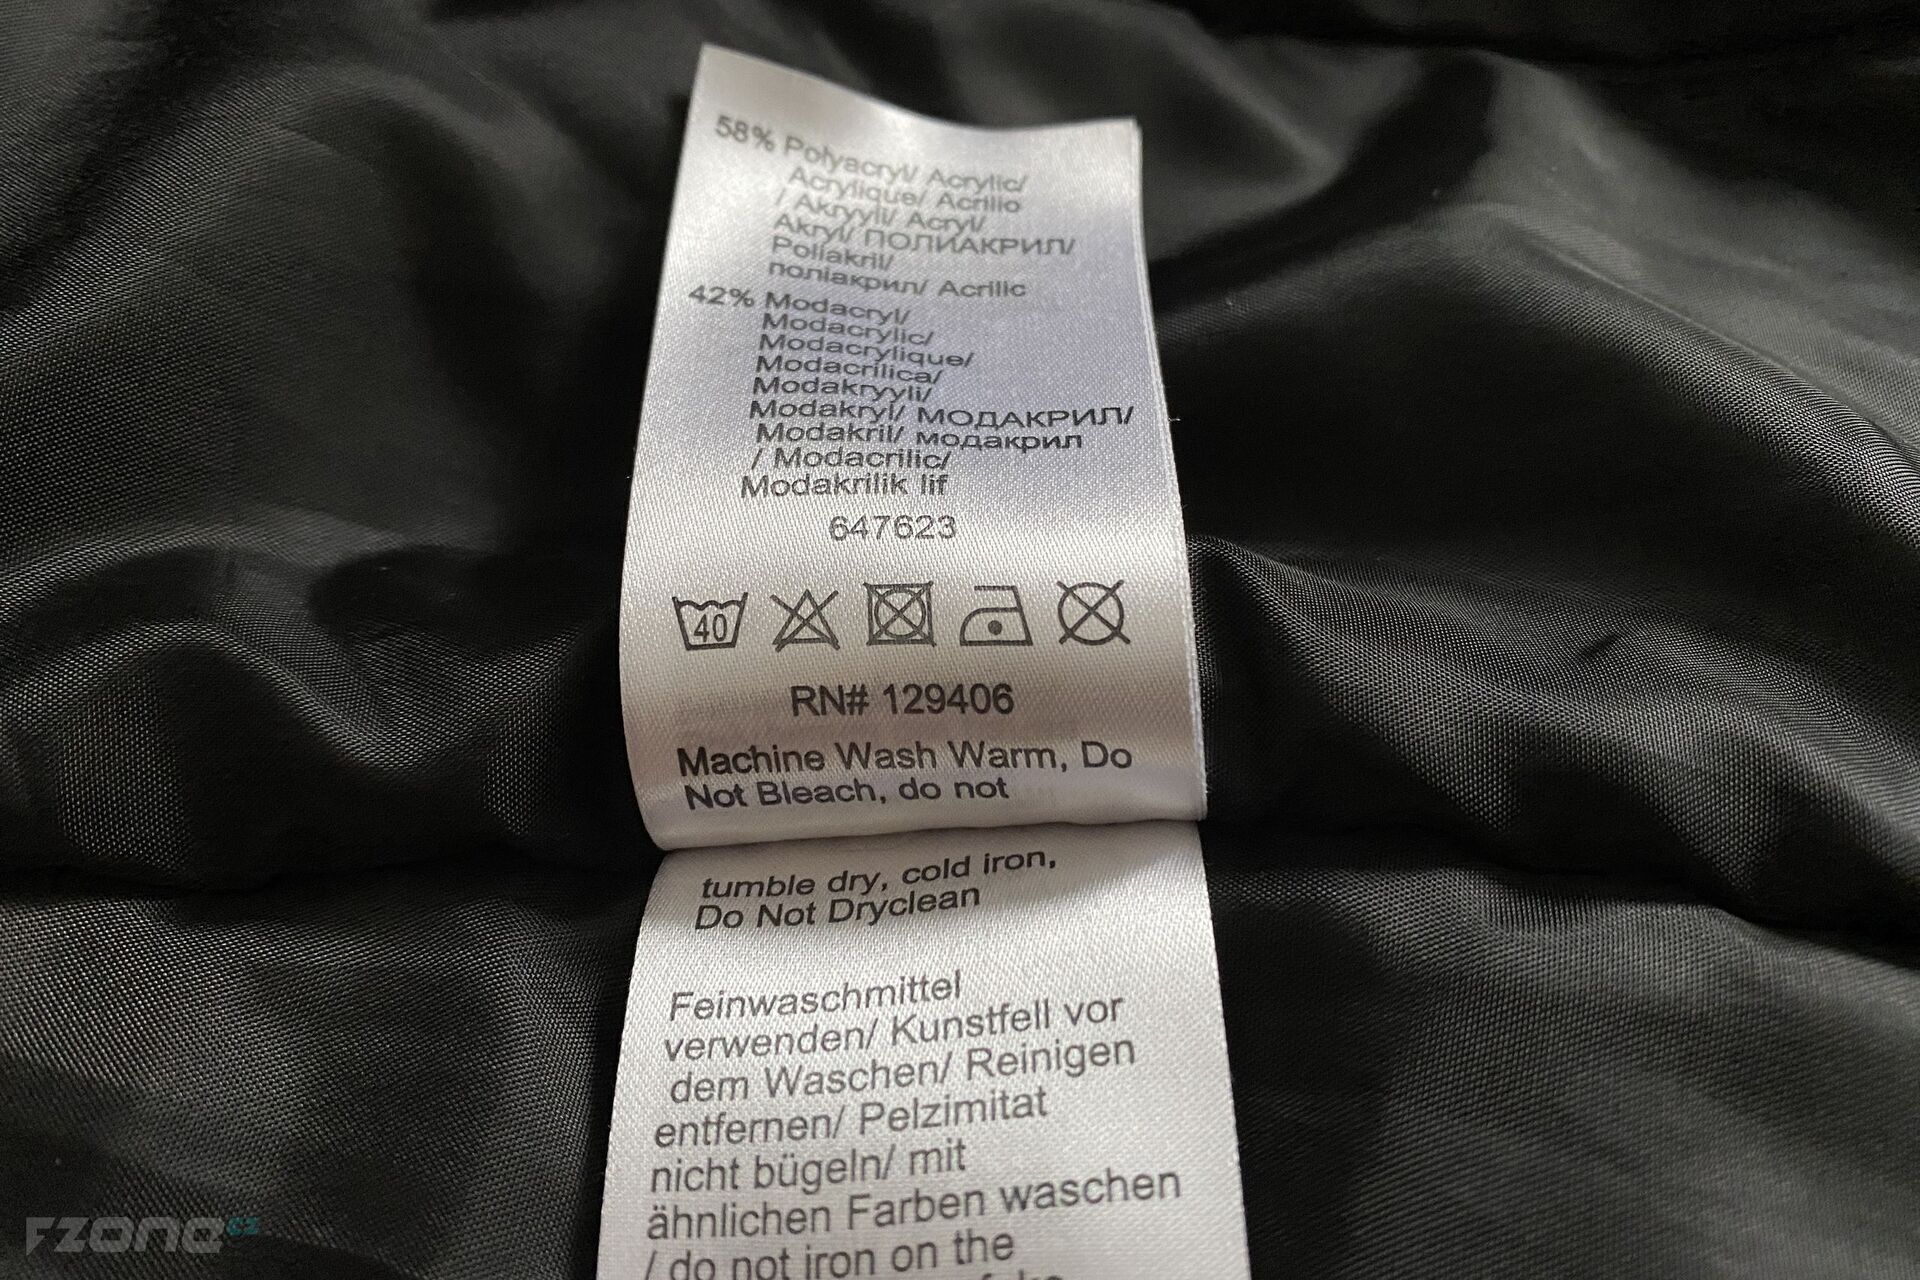 58% Polyacryl/ Acrylic/
Acrylique/ Acrilio
/ Akryyli/ Acryl/
Akryl/ ПОЛИАКРИЛ/
Poliakril/
поліакрил/ Acrilic
42% Modacryl/
Modacrylic/
Modacrylique/
Modacrilica/
Modakryyli/
Modakryl/ МОДАКРИЛ/
Modakril/ модакрил
/ Modacrilic/
Modakrilik lif
647623
40
RN# 129406
Machine Wash Warm, Do
Not Bleach, do not
tumble dry, cold iron,
Do Not Dryclean
Feinwaschmittel
verwenden/ Kunstfell vor
dem Waschen/ Reinigen
entfernen/ Pelzimitat
nicht bügeln/ mit
ähnlichen Farben waschen
/ do not iron on the
fzone.cz